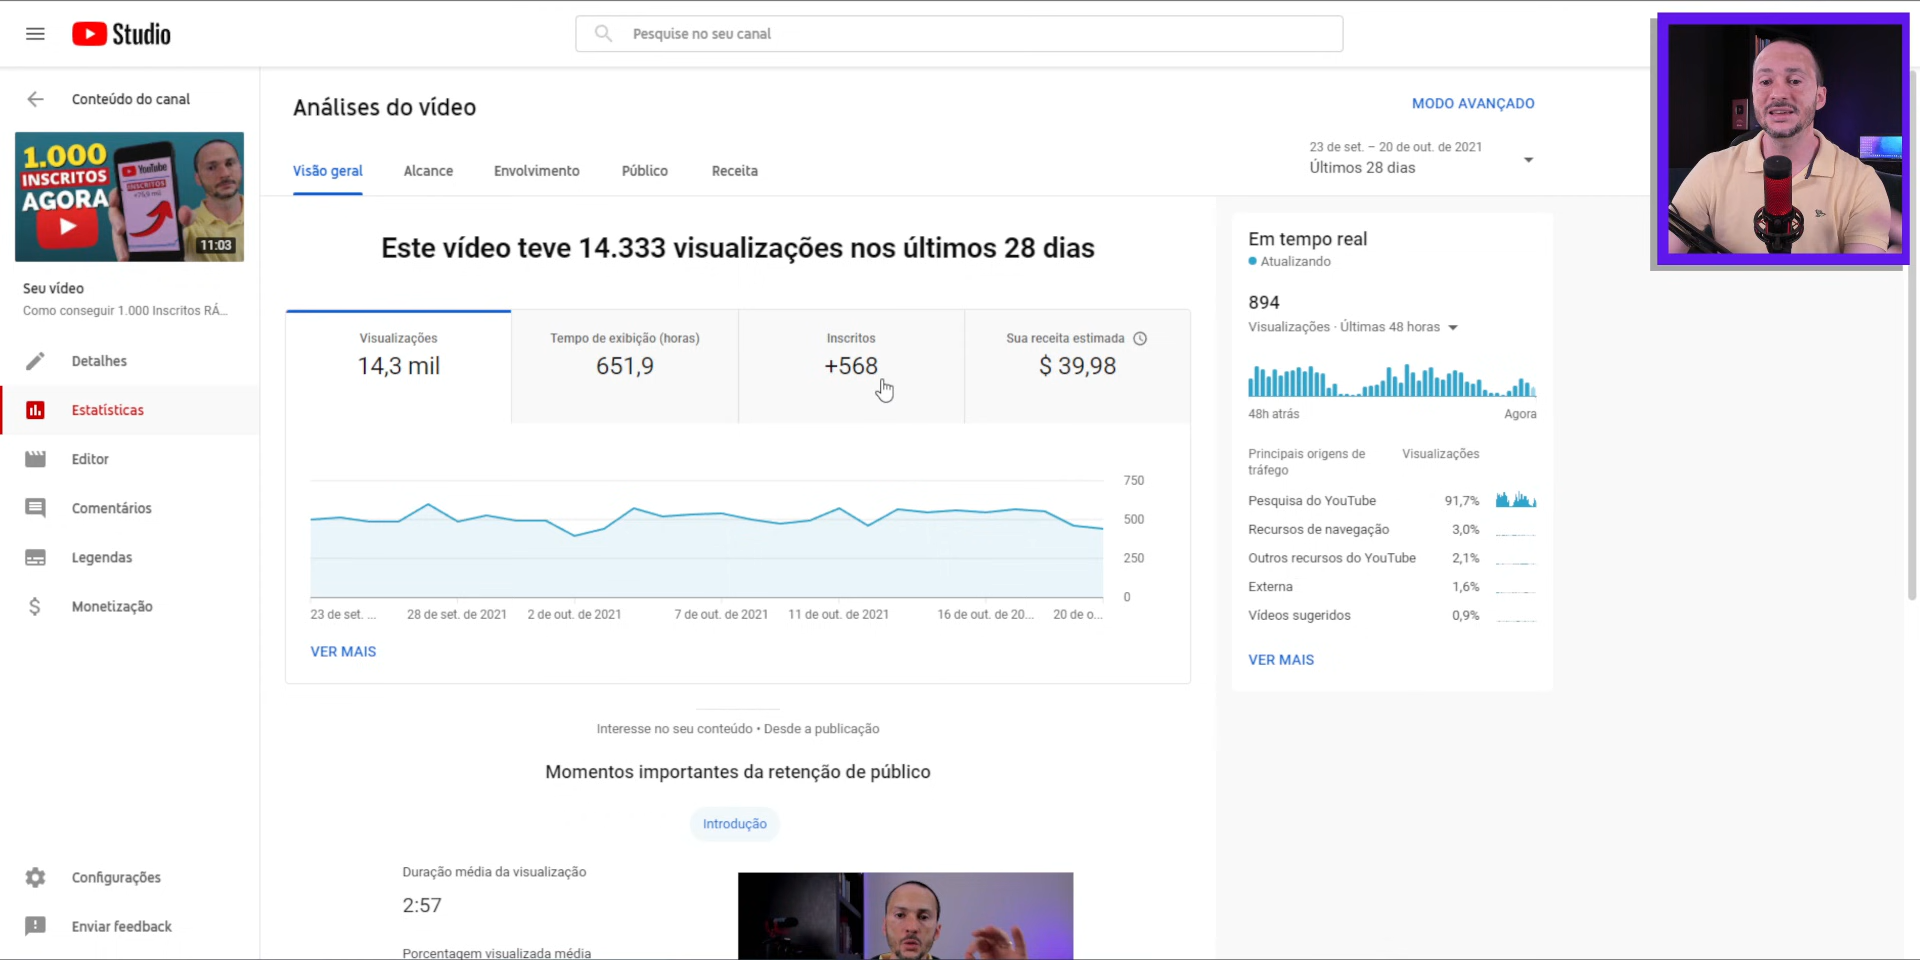 Studio
Pesquise no seu canal
Conteúdo do canal
1.000
INSCRITOS
AGORA
YouTube
INSCRITOS
11:03
Seu vídeo
Como conseguir 1.000 Inscritos RÁ...
Detalhes
Estatísticas
Editor
Comentários
Legendas
Monetização
Configurações
Enviar feedback
Análises do vídeo
MODO AVANÇADO
23 de set. – 20 de out. de 2021
Últimos 28 dias
Visão geral
Alcance
Envolvimento
Público
Receita
Este vídeo teve 14.333 visualizações nos últimos 28 dias
Visualizações
14,3 mil
Tempo de exibição (horas)
651,9
Inscritos
+568
Sua receita estimada
$ 39,98
750
500
250
0
23 de set. ...
28 de set. de 2021
2 de out. de 2021
7 de out. de 2021
11 de out. de 2021
16 de out. de 20...
20 de o...
VER MAIS
Interesse no seu conteúdo • Desde a publicação
Momentos importantes da retenção de público
Introdução
Duração média da visualização
2:57
Porcentagem visualizada média
Em tempo real
Atualizando
894
Visualizações · Últimas 48 horas
48h atrás
Agora
Principais origens de tráfego
Visualizações
Pesquisa do YouTube 91,7%
Recursos de navegação 3,0%
Outros recursos do YouTube 2,1%
Externa 1,6%
Vídeos sugeridos 0,9%
VER MAIS